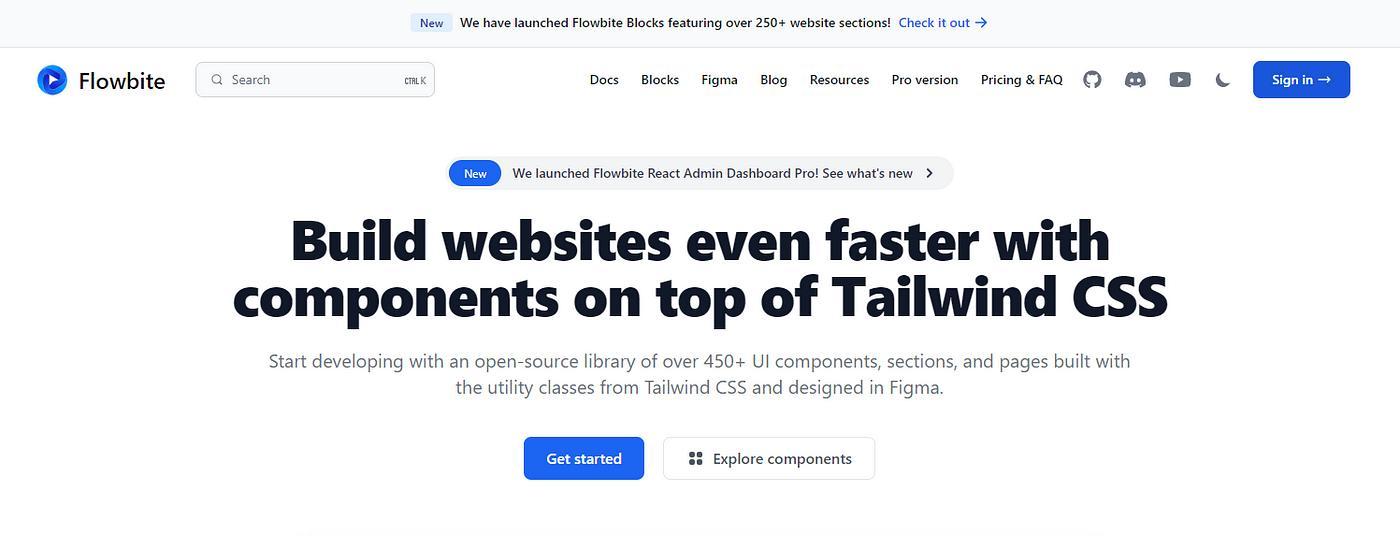 New We have launched Flowbite Blocks featuring over 250+ website sections! Check it out →
Flowbite Search CTRL K Docs Blocks Figma Blog Resources Pro version Pricing & FAQ Sign in →
New We launched Flowbite React Admin Dashboard Pro! See what's new
Build websites even faster with
components on top of Tailwind CSS
Start developing with an open-source library of over 450+ UI components, sections, and pages built with
the utility classes from Tailwind CSS and designed in Figma.
Get started Explore components